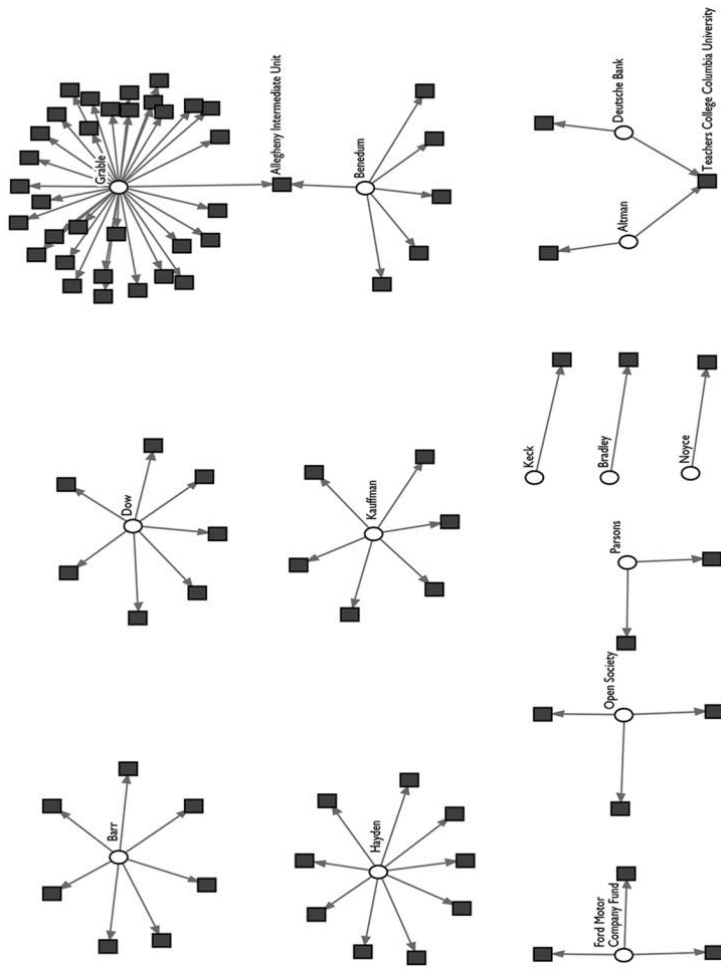 Grable
Allegheny Intermediate Unit
Benedum
Deutsche Bank
Altman
Teachers College Columbia University
Dow
Kauffman
Keck
Bradley
Noyce
Parsons
Open Society
Barr
Hayden
Ford Motor
Company Fund